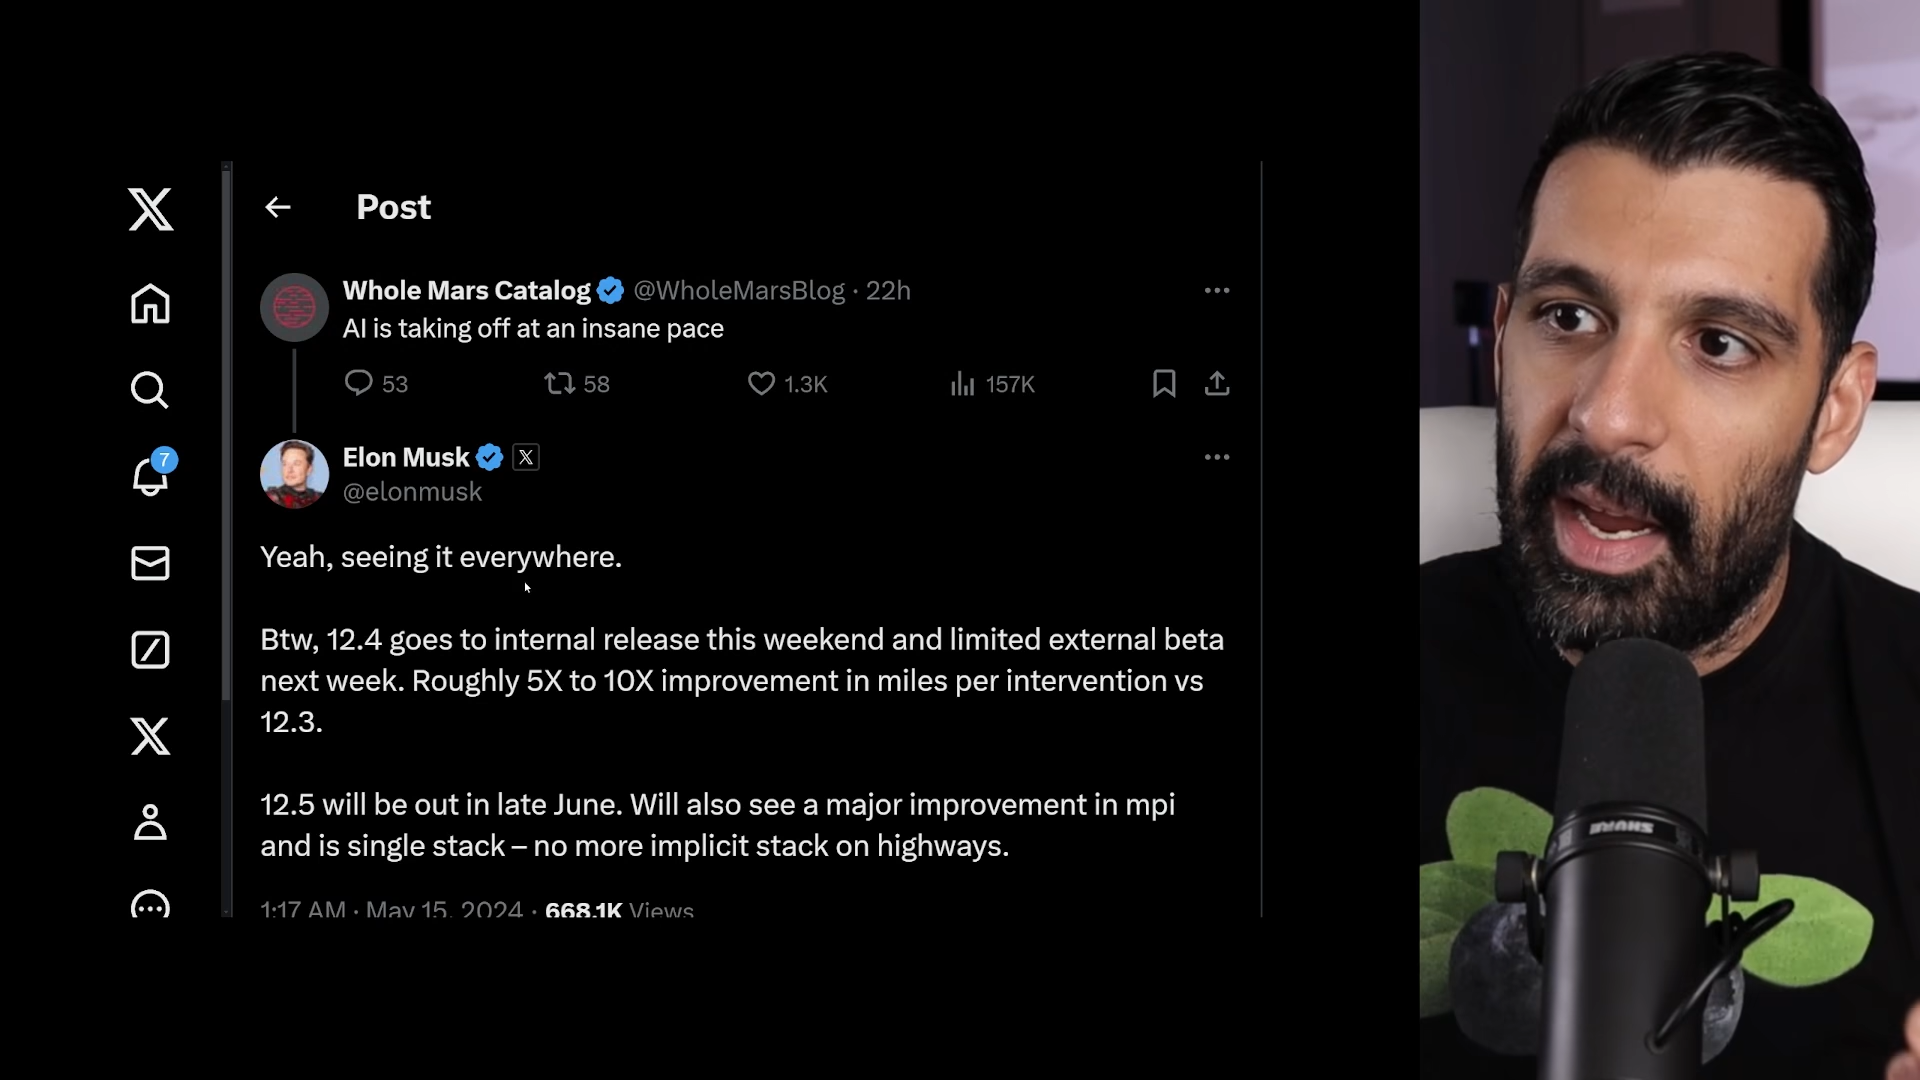 Post
Whole Mars Catalog @WholeMarsBlog · 22h
AI is taking off at an insane pace
53 58 1.3K 157K
Elon Musk
@elonmusk
7
Yeah, seeing it everywhere.
Btw, 12.4 goes to internal release this weekend and limited external beta
next week. Roughly 5X to 10X improvement in miles per intervention vs
12.3.
12.5 will be out in late June. Will also see a major improvement in mpi
and is single stack – no more implicit stack on highways.
1:17 AM · May 15, 2024 · 668.1K Views
SHURE